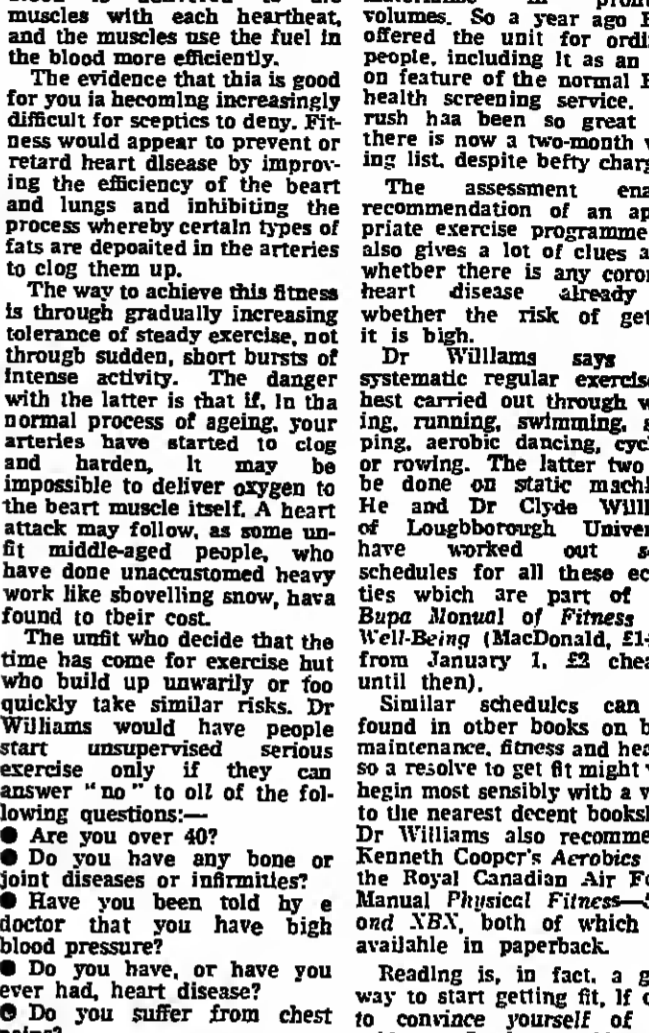 muscles with each heartheat,
and the muscles use the fuel in
the blood more efficiently.
The evidence that thia is good
for you ia hecoming increasingly
difficult for sceptics to deny. Fit-
ness would appear to prevent or
retard heart disease by improv-
ing the efficiency of the beart
and lungs and inhibiting the
process whereby certain types of
fats are depoaited in the arteries
to clog them up.
The way to achieve this fitness
is through gradually increasing
tolerance of steady exercise, not
througb sudden, short bursts of
intense activity. The danger
with the latter is that if, in tha
normal process of ageing, your
arteries have started to clog
and harden, it may be
impossible to deliver oxygen to
the beart muscle itself. A heart
attack may follow, as some un-
fit middle-aged people, who
have done unaccustomed heavy
work like sbovelling snow, hava
found to tbeir cost.
The unfit who decide that the
time has come for exercise hut
who build up unwarily or foo
quickly take similar risks. Dr
Williams would have people
start unsupervised serious
exercise only if they can
answer "no" to oll of the fol-
lowing questions:—
● Are you over 40?
● Do you have any bone or
joint diseases or infirmities?
● Have you been told hy e
doctor that you have bigh
blood pressure?
● Do you have, or have you
ever had, heart disease?
● Do you suffer from chest
volumes. So a year ago
offered the unit for ordi
people, including it as an
on feature of the normal
health screening service.
rush haa been so great
there is now a two-month
ing list, despite befty charg
The assessment ena
recommendation of an ap
priate exercise programme
also gives a lot of clues a
whether there is any coron
heart disease already
wbether the risk of get
it is bigh.
Dr Williams says
systematic regular exercise
hest carried out through w
ing, running, swimming, s
ping, aerobic dancing, cycl
or rowing. The latter two
be done on static machi
He and Dr Clyde Willi
of Lougbborough Univer
have worked out se
schedules for all these ec
ties which are part of
Bupa Monual of Fitness
Well-Being (MacDonald, £1
from January 1, £2 chea
until then).
Similar schedules can
found in otber books on b
maintenance, fitness and hea
so a resolve to get fit might
hegin most sensibly with a v
to the nearest decent booksh
Dr Williams also recomme
Kenneth Cooper's Aerobics
the Royal Canadian Air Fo
Manual Physical Fitness—
ond XBX, both of which
availahle in paperback.
Reading is, in fact, a g
way to start getting fit, if
to convince yourself of